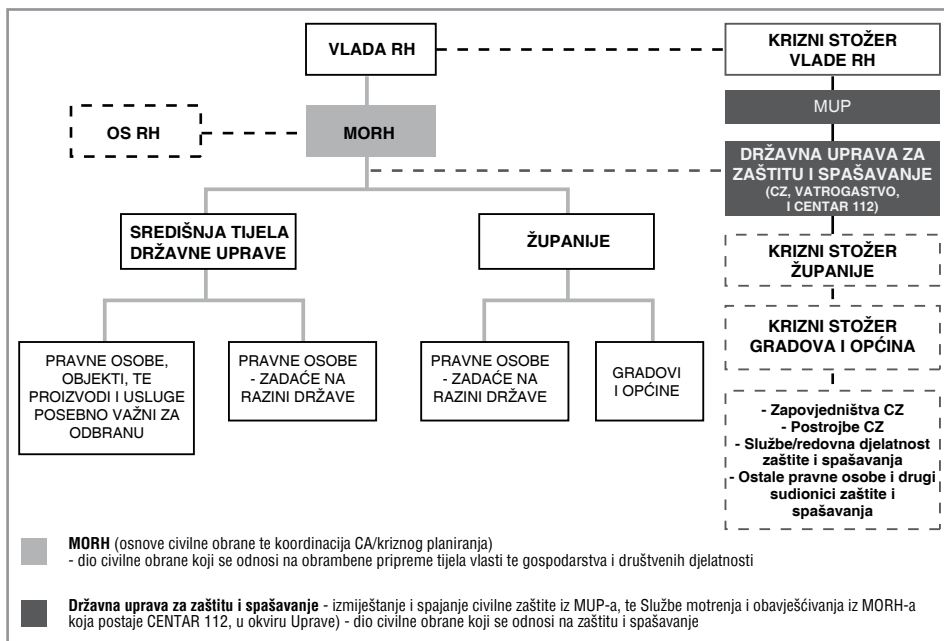 VLADA RH
KRIZNI STOŽER
VLADE RH
MUP
OS RH
MORH
DRŽAVNA UPRAVA ZA
ZAŠTITU I SPAŠAVANJE
(CZ, VATROGASTVO,
I CENTAR 112)
SREDIŠNJA TIJELA
DRŽAVNE UPRAVE
ŽUPANIJE
KRIZNI STOŽER
ŽUPANIJE
KRIZNI STOŽER
GRADOVA I OPĆINA
PRAVNE OSOBE,
OBJEKTI, TE
PROIZVODI I USLUGE
POSEBNO VAŽNI ZA
ODBRANU
PRAVNE OSOBE
- ZADAĆE NA
RAZINI DRŽAVE
PRAVNE OSOBE
- ZADAĆE NA
RAZINI DRŽAVE
GRADOVI
I OPĆINE
- Zapovjedništva CZ
- Postrojbe CZ
- Službe/redovna djelatnost
zaštite i spašavanja
- Ostale pravne osobe i drugi
sudionici zaštite i
spašavanja
MORH (osnove civilne obrane te koordinacija CA/kriznog planiranja)
- dio civilne obrane koji se odnosi na obrambene pripreme tijela vlasti te gospodarstva i društvenih djelatnosti
Državna uprava za zaštitu i spašavanje - izmiještanje i spajanje civilne zaštite iz MUP-a, te Službe motrenja i obavješćivanja iz MORH-a
koja postaje CENTAR 112, u okviru Uprave) - dio civilne obrane koji se odnosi na zaštitu i spašavanje